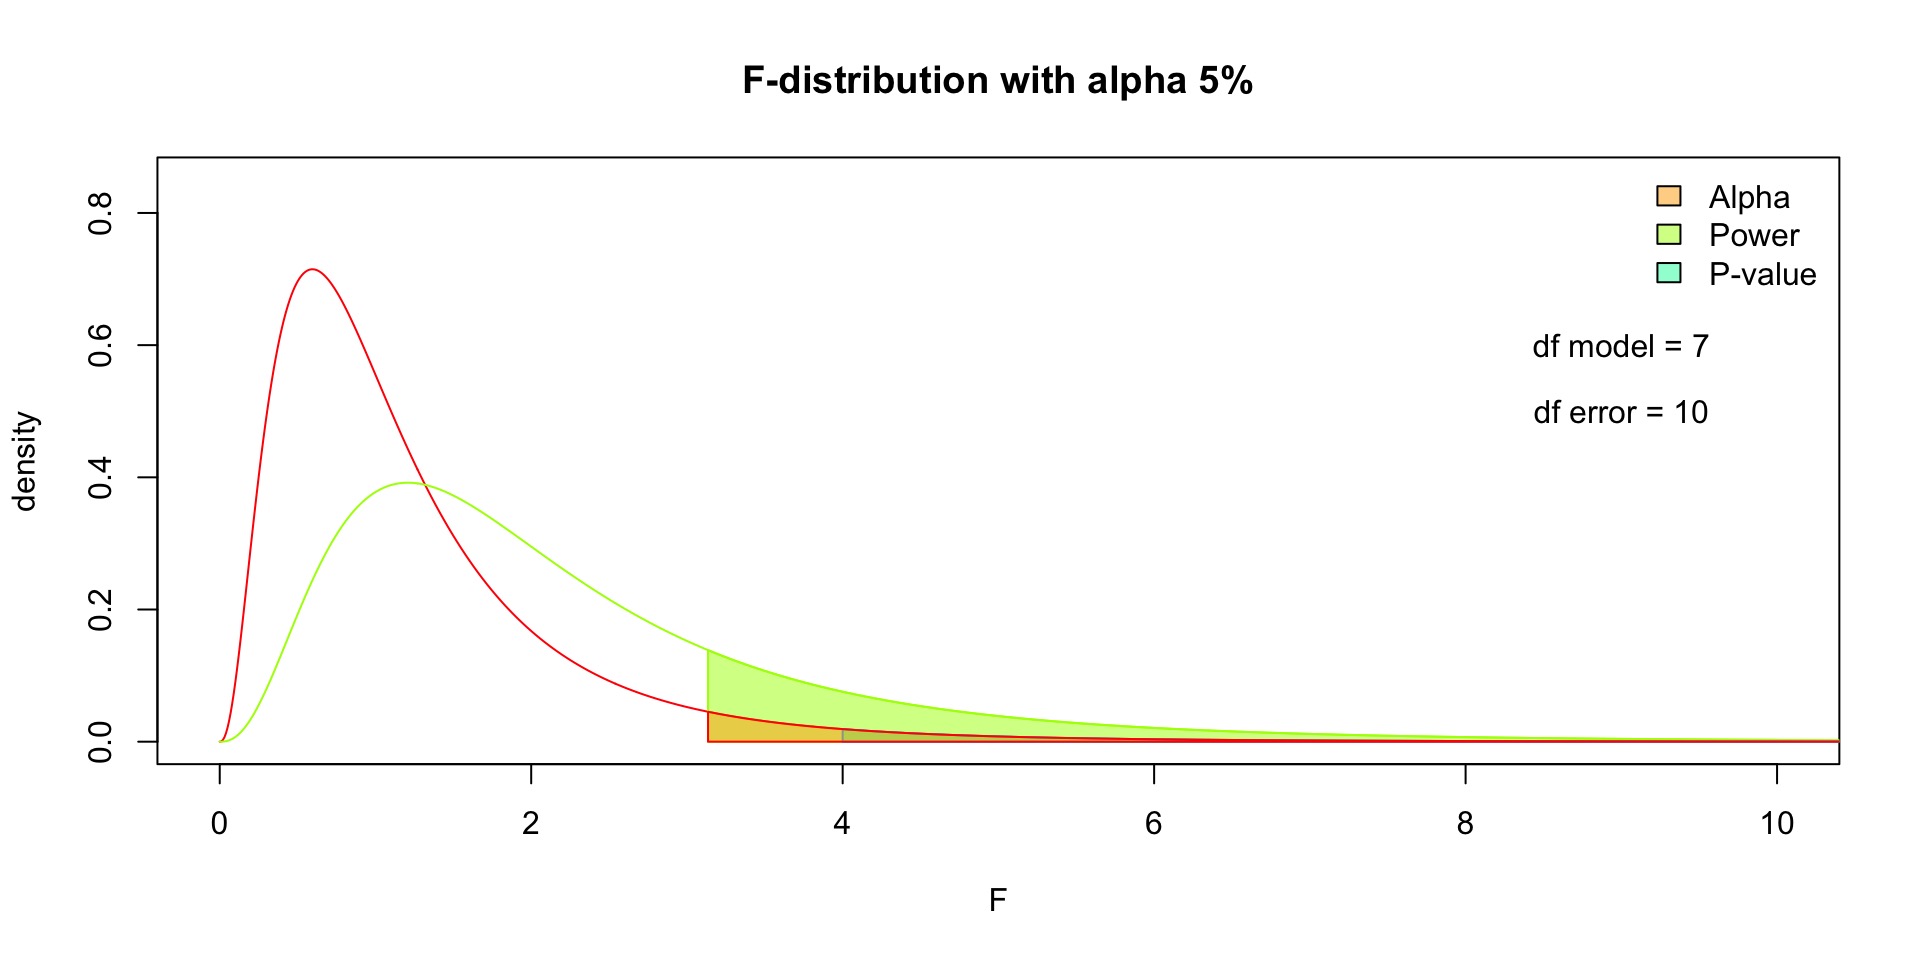 F-distribution with alpha 5%
Alpha
Power
P-value
df model = 7
df error = 10
density
0.8
0.6
0.4
0.2
0.0
0 2 4 6 8 10
F